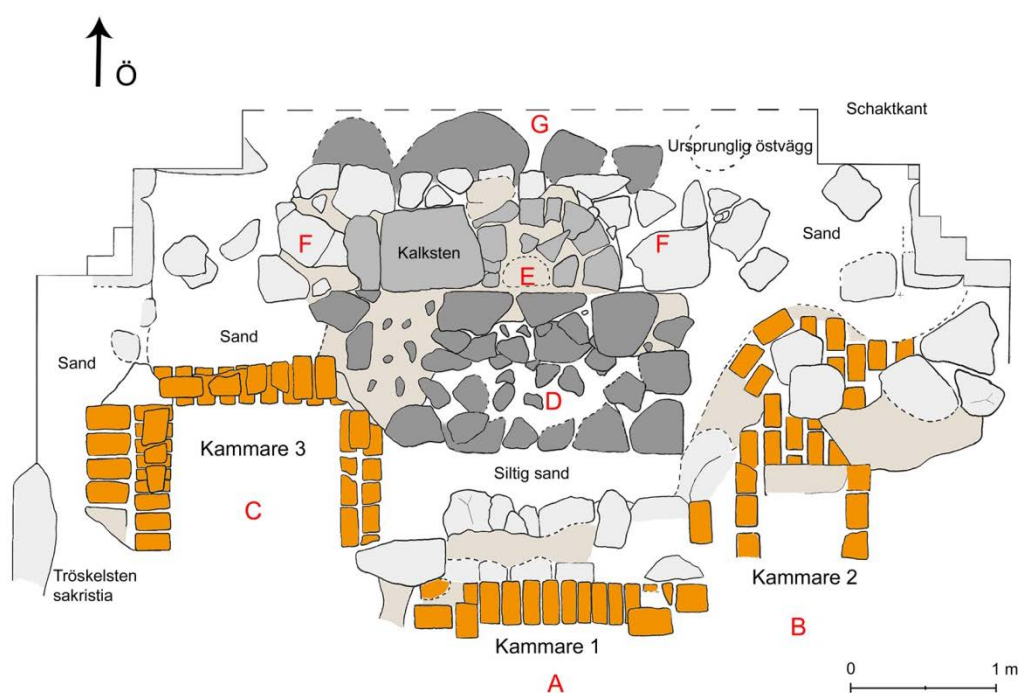 Ö
Schaktkant
G
Ursprunglig östvägg
F
Kalksten
F
Sand
E
Sand
Sand
D
Kammare 3
Siltig sand
C
Tröskelsten
sakristia
Kammare 2
Kammare 1
B
A
0
1 m